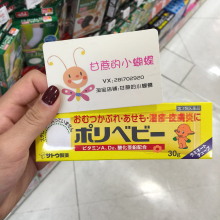 甘蔗的小蝴蝶
VX:281702920
淘宝店铺:甘蔗的小蝴蝶
おむつかぶれ・あせも・湿疹・皮膚炎に
ポリベビー
ビタミンA,D₂ 酸化亜鉛配合
サトウ製薬
30g